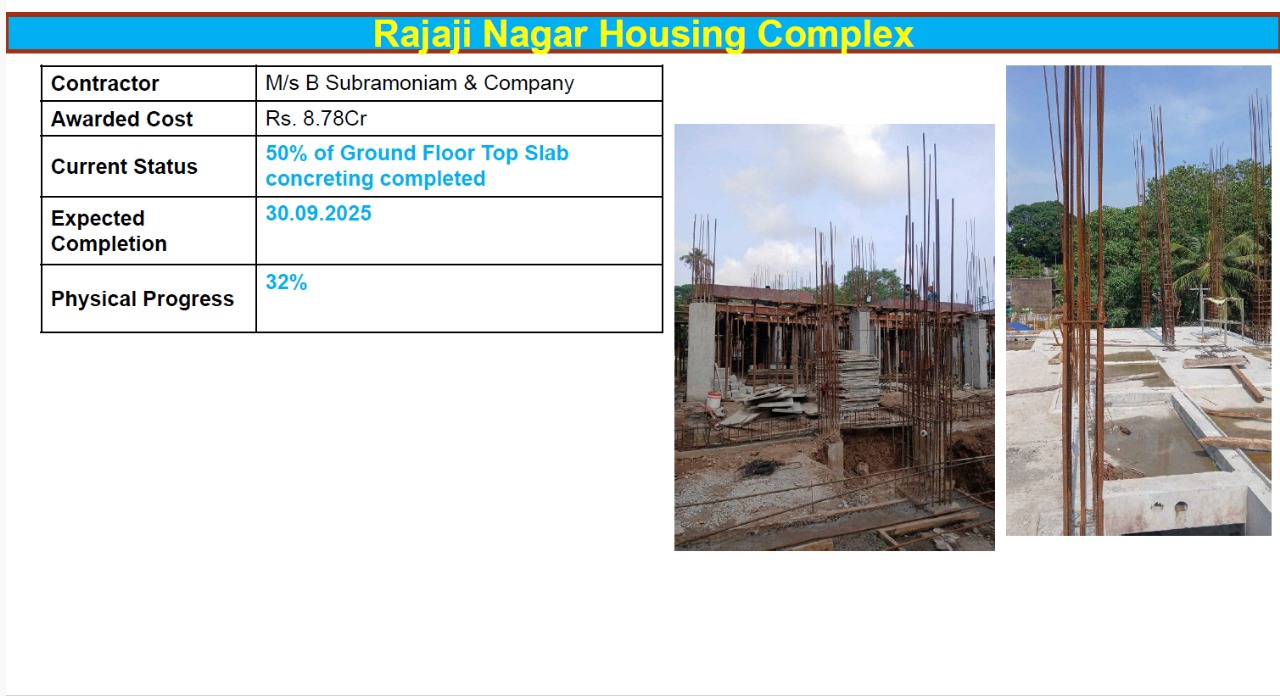 Rajaji Nagar Housing Complex
Contractor
M/s B Subramoniam & Company
Awarded Cost
Rs. 8.78Cr
Current Status
50% of Ground Floor Top Slab
concreting completed
Expected
Completion
30.09.2025
Physical Progress
32%